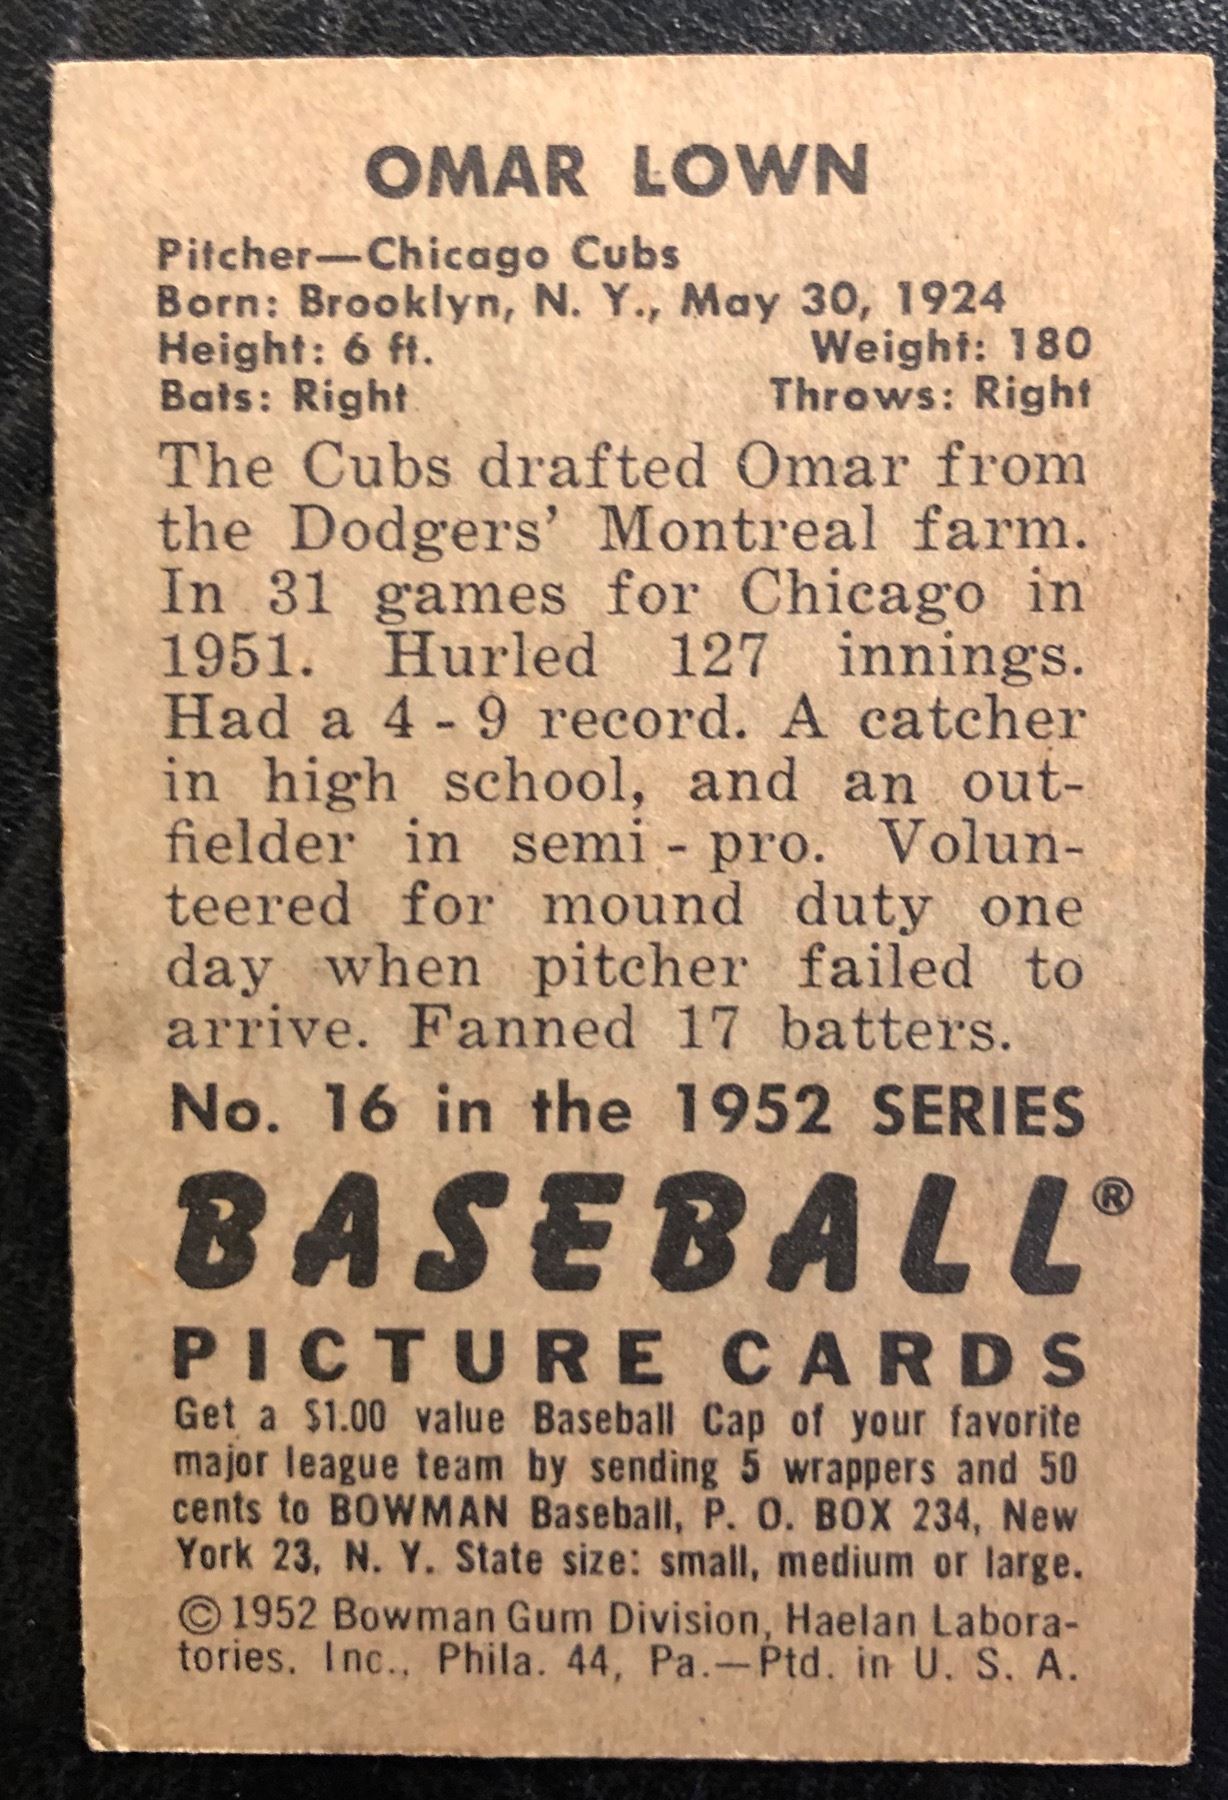 OMAR LOWN
Pitcher—Chicago Cubs
Born: Brooklyn, N. Y., May 30, 1924
Height: 6 ft. Weight: 180
Bats: Right Throws: Right
The Cubs drafted Omar from
the Dodgers’ Montreal farm.
In 31 games for Chicago in
1951. Hurled 127 innings.
Had a 4 - 9 record. A catcher
in high school, and an out-
fielder in semi - pro. Volun-
teered for mound duty one
day when pitcher failed to
arrive. Fanned 17 batters.
No. 16 in the 1952 SERIES
BASEBALL®
PICTURE CARDS
Get a $1.00 value Baseball Cap of your favorite
major league team by sending 5 wrappers and 50
cents to BOWMAN Baseball, P. O. BOX 234, New
York 23, N. Y. State size: small, medium or large.
©1952 Bowman Gum Division, Haelan Labora-
tories. Inc., Phila. 44, Pa.—Ptd. in U. S. A.